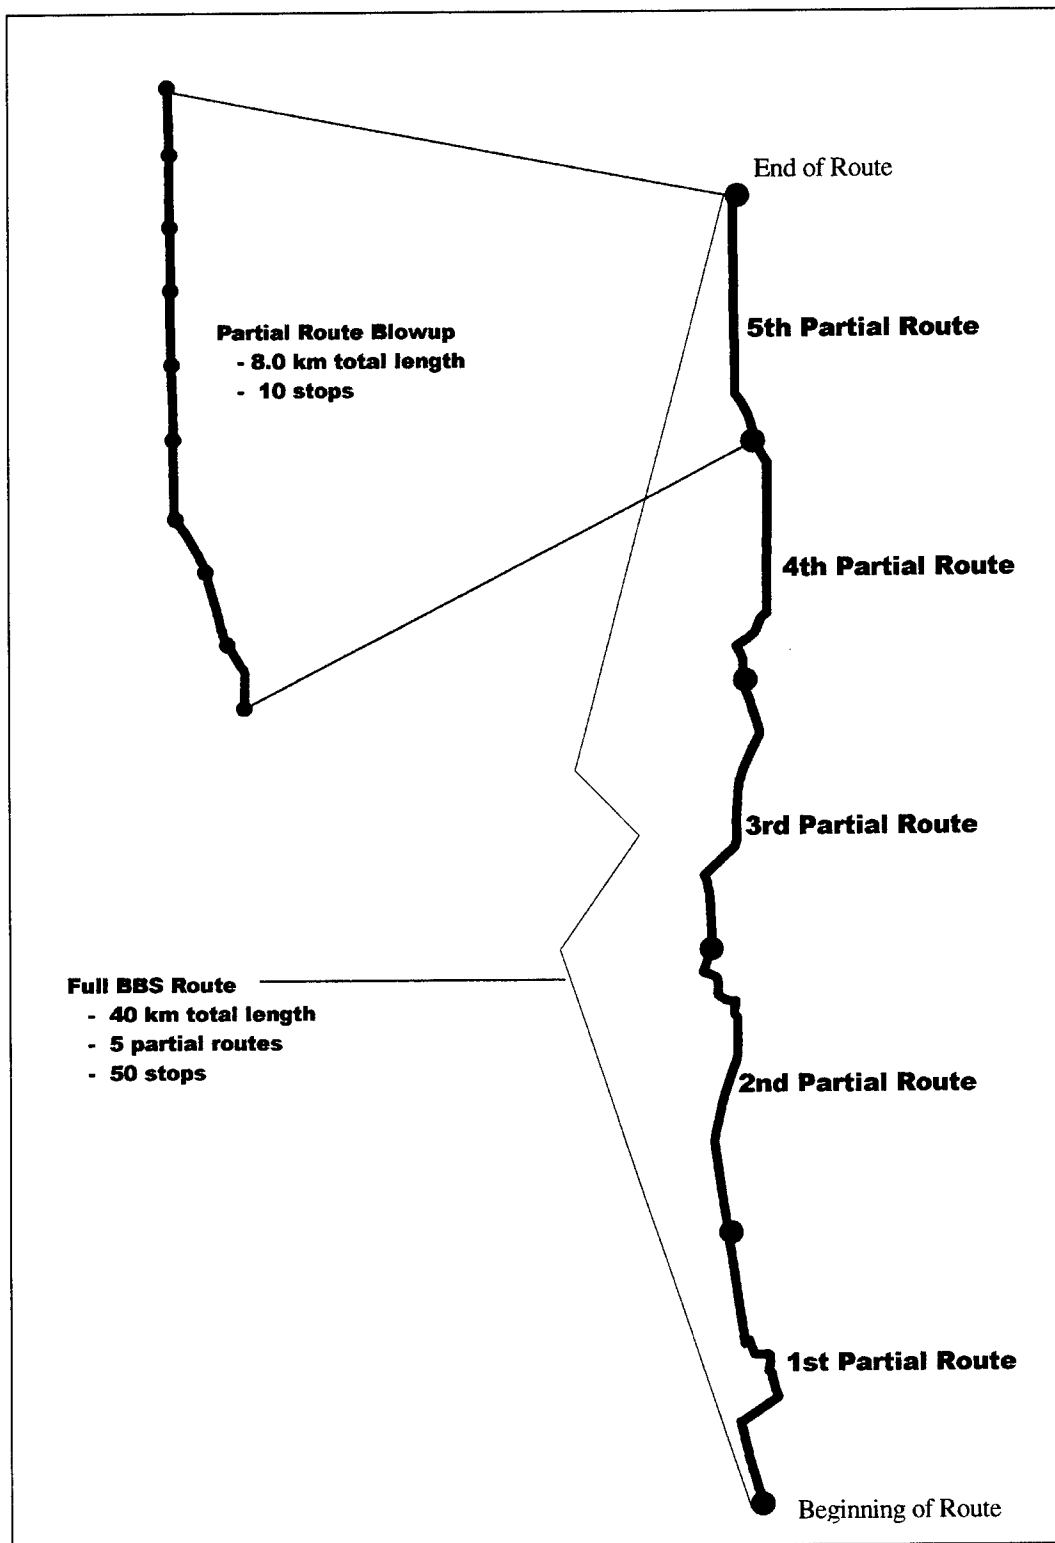 End of Route
5th Partial Route
Partial Route Blowup
- 8.0 km total length
- 10 stops
4th Partial Route
3rd Partial Route
Full BBS Route
- 40 km total length
- 5 partial routes
- 50 stops
2nd Partial Route
1st Partial Route
Beginning of Route